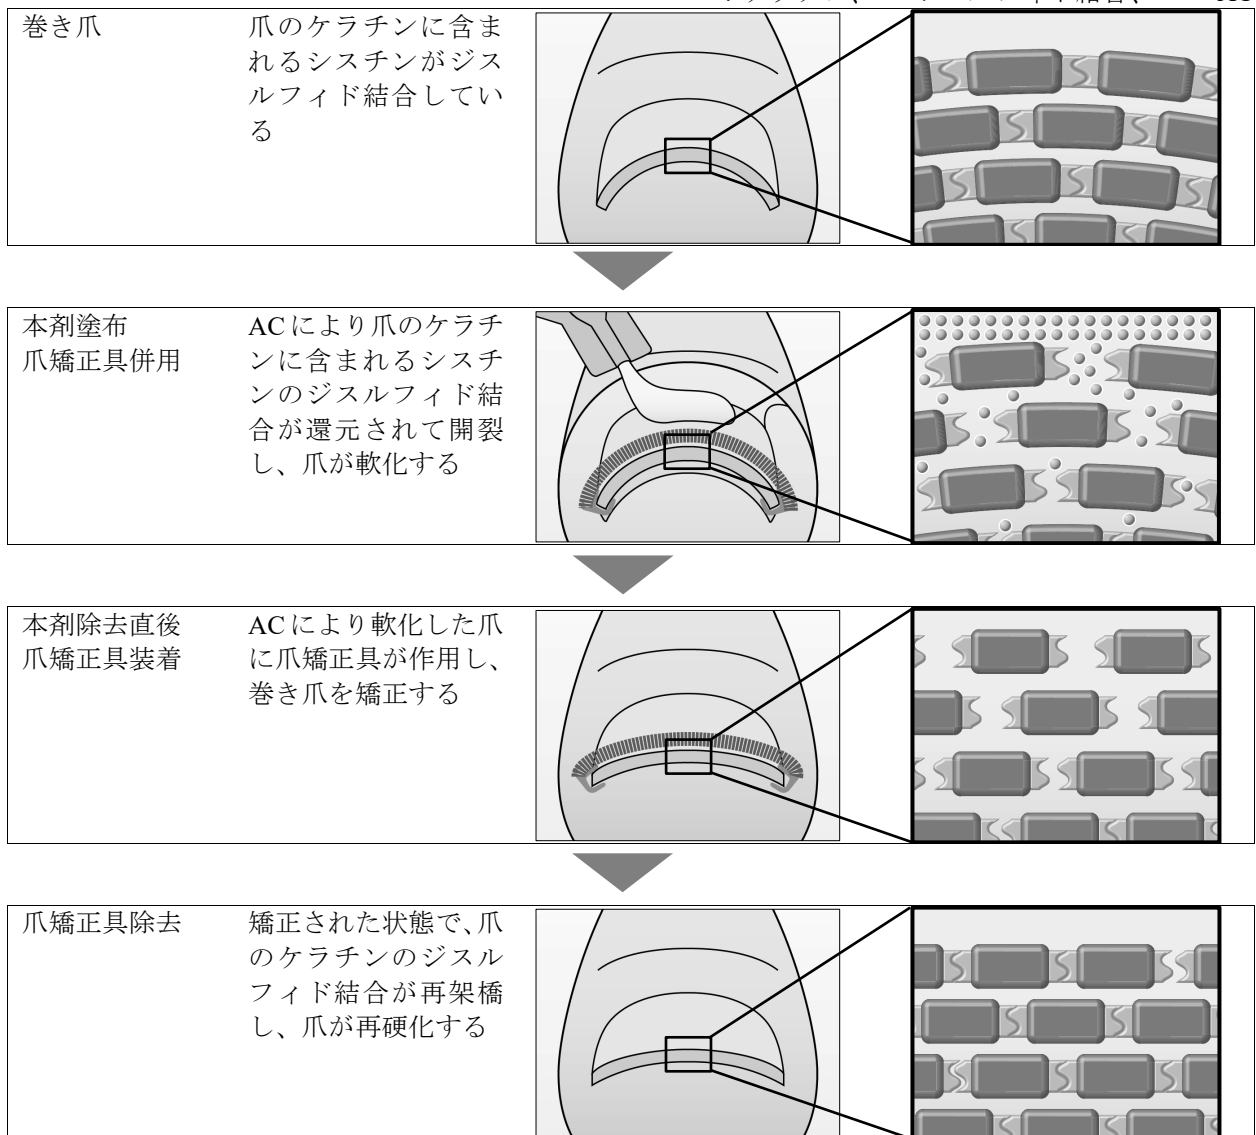 巻き爪
爪のケラチンに含ま
れるシスチンがジス
ルフィド結合してい
る
本剤塗布
爪矯正具併用
ACにより爪のケラチ
ンに含まれるシスチ
ンのジスルフィド結
合が還元されて開裂
し、爪が軟化する
本剤除去直後
爪矯正具装着
ACにより軟化した爪
に爪矯正具が作用し、
巻き爪を矯正する
爪矯正具除去
矯正された状態で、爪
のケラチンのジスル
フィド結合が再架橋
し、爪が再硬化する